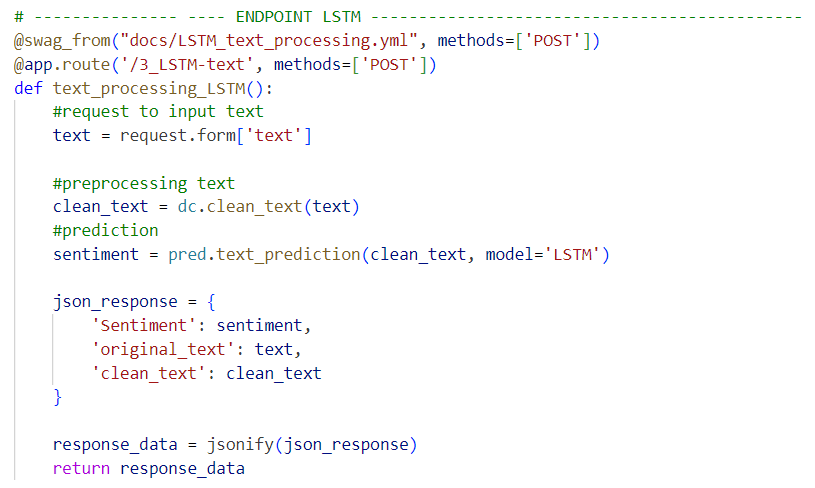 # --------------- ---- ENDPOINT LSTM ----------------------------------------------
@swag_from("docs/LSTM_text_processing.yml", methods=['POST'])
@app.route('/3_LSTM-text', methods=['POST'])
def text_processing_LSTM():
    #request to input text
    text = request.form['text']

    #preprocessing text
    clean_text = dc.clean_text(text)
    #prediction
    sentiment = pred.text_prediction(clean_text, model='LSTM')

    json_response = {
        'Sentiment': sentiment,
        'original_text': text,
        'clean_text': clean_text
    }

    response_data = jsonify(json_response)
    return response_data